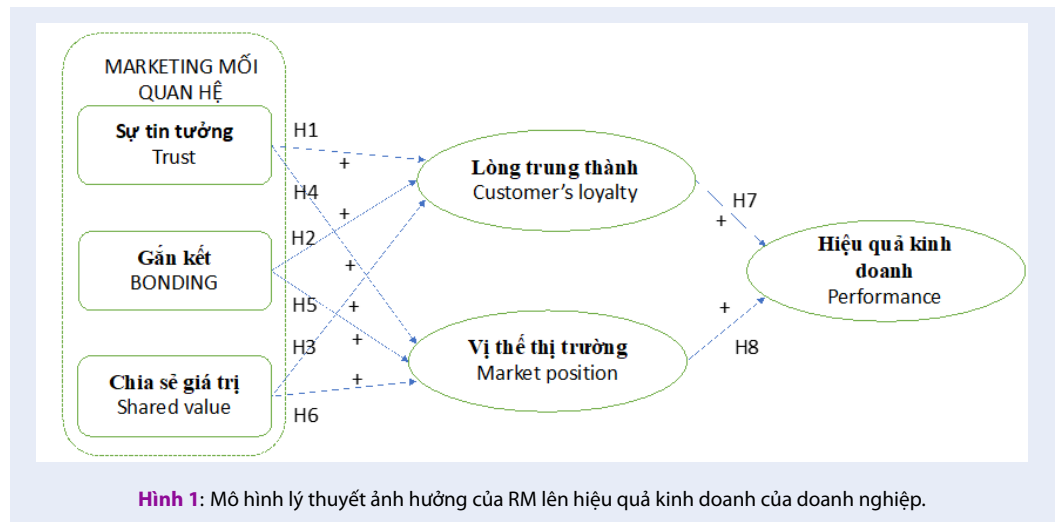 MARKETING MỐI
QUAN HỆ
Sự tin tưởng
Trust
Gắn kết
BONDING
Chia sẻ giá trị
Shared value
H1
+
H4
+
H2
+
H5
+
H3
+
+
H6
Lòng trung thành
Customer's loyalty
Vị thế thị trường
Market position
H7
+
+
H8
Hiệu quả kinh
doanh
Performance
Hình 1: Mô hình lý thuyết ảnh hưởng của RM lên hiệu quả kinh doanh của doanh nghiệp.